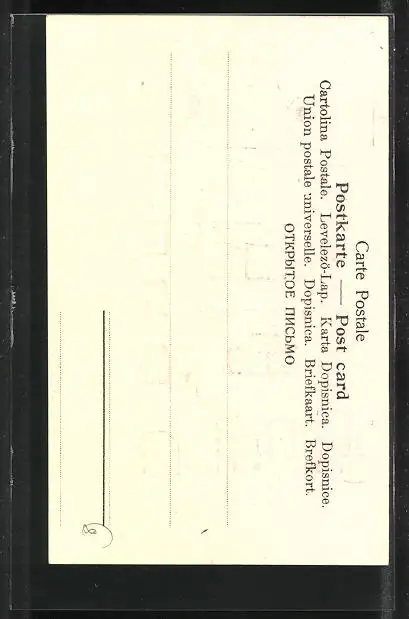 Carte Postale
Postkarte — Post card
Cartolina Postale. Levelező-Lap. Karta Dopisnica. Dopisnice.
Union postale universelle. Dopisnica. Briefkaart. Brefkort
ОТКРЫТОЕ ПИСЬМО